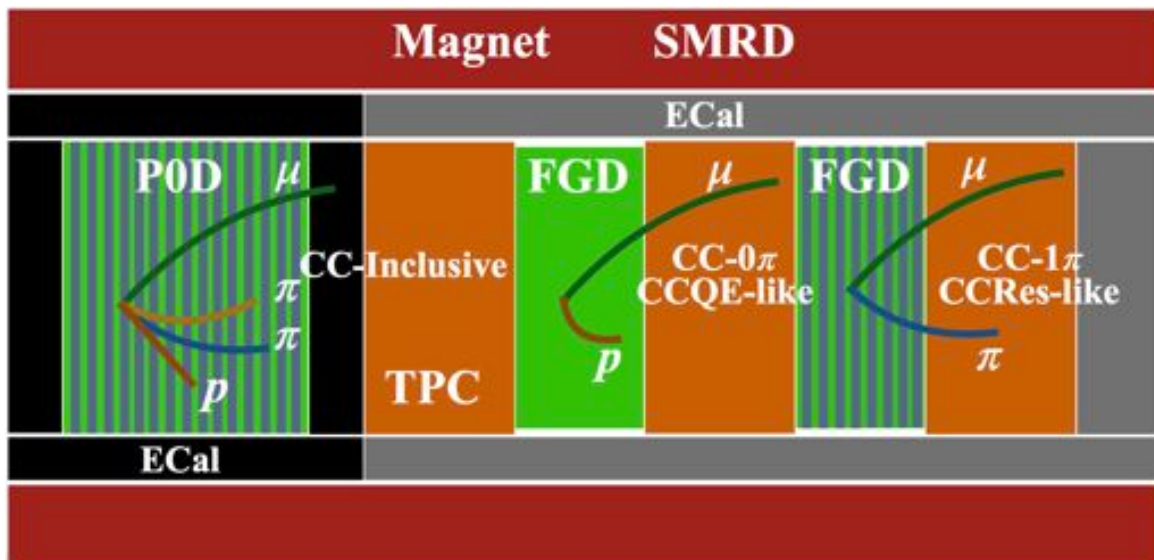 Magnet SMRD
ECal
P0D μ FGD μ FGD μ
CC-Inclusive
CC-0π
CCQE-like
CC-1π
CCRes-like
π
π
p
TPC
p
π
ECal